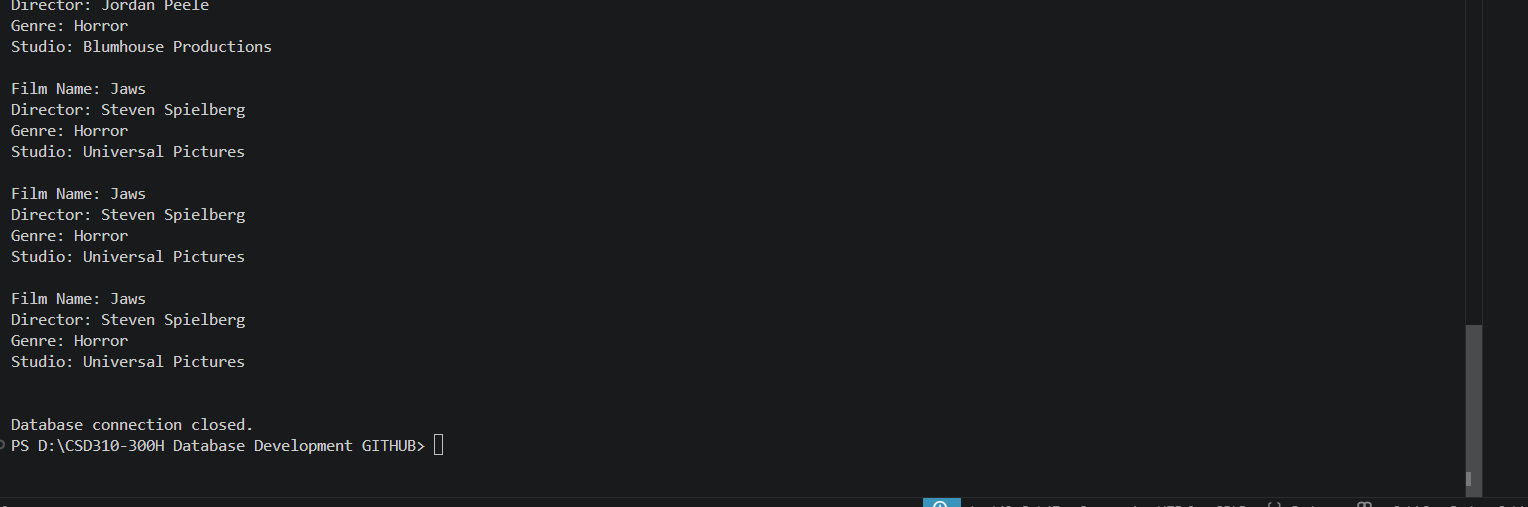 Director: Jordan Peele
Genre: Horror
Studio: Blumhouse Productions
Film Name: Jaws
Director: Steven Spielberg
Genre: Horror
Studio: Universal Pictures
Film Name: Jaws
Director: Steven Spielberg
Genre: Horror
Studio: Universal Pictures
Film Name: Jaws
Director: Steven Spielberg
Genre: Horror
Studio: Universal Pictures
Database connection closed.
PS D:\CSD310-300H Database Development GITHUB>